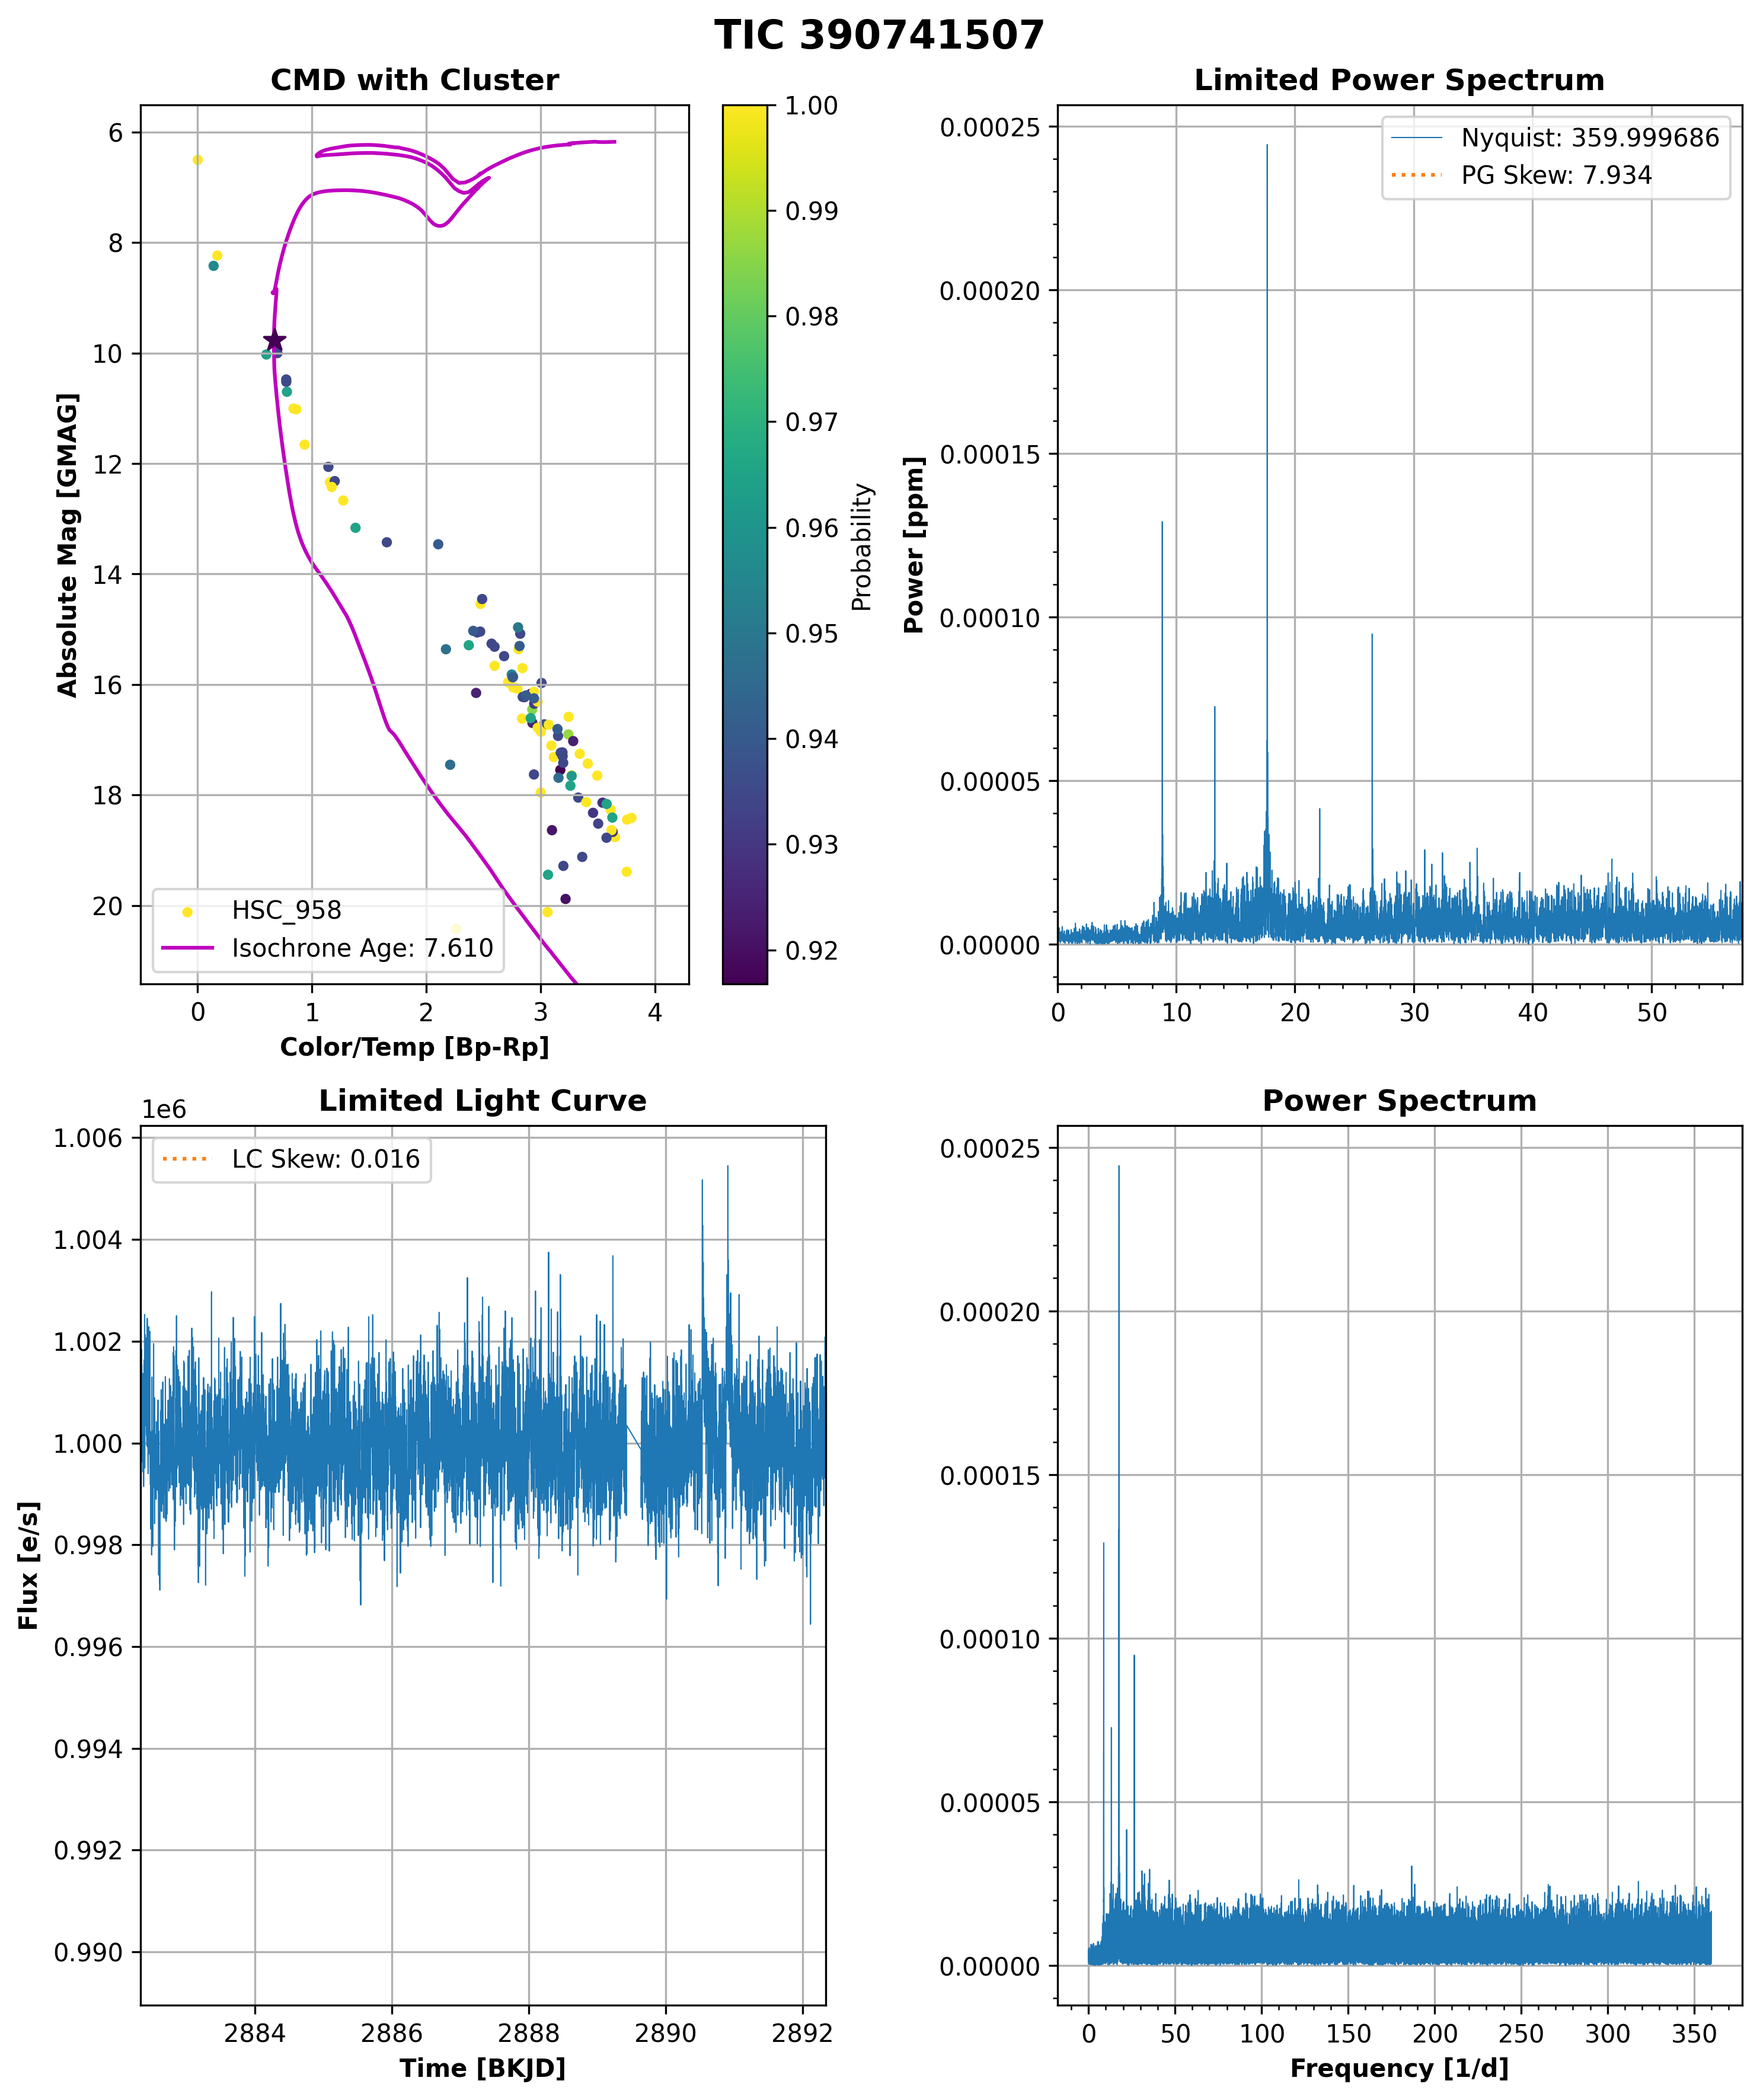 TIC 390741507
CMD with Cluster
6
8
10
12
14
16
18
20
Absolute Mag [GMAG]
HSC_958
Isochrone Age: 7.610
0 1 2 3 4
Color/Temp [Bp-Rp]
1.00
0.99
0.98
0.97
0.96
0.95
0.94
0.93
0.92
Probability
Limited Power Spectrum
Nyquist: 359.999686
PG Skew: 7.934
0.00025
0.00020
0.00015
0.00010
0.00005
0.00000
Power [ppm]
0 10 20 30 40 50
Limited Light Curve
1e6
LC Skew: 0.016
1.006
1.004
1.002
1.000
0.998
0.996
0.994
0.992
0.990
Flux [e/s]
2884 2886 2888 2890 2892
Time [BKJD]
Power Spectrum
0.00025
0.00020
0.00015
0.00010
0.00005
0.00000
0 50 100 150 200 250 300 350
Frequency [1/d]